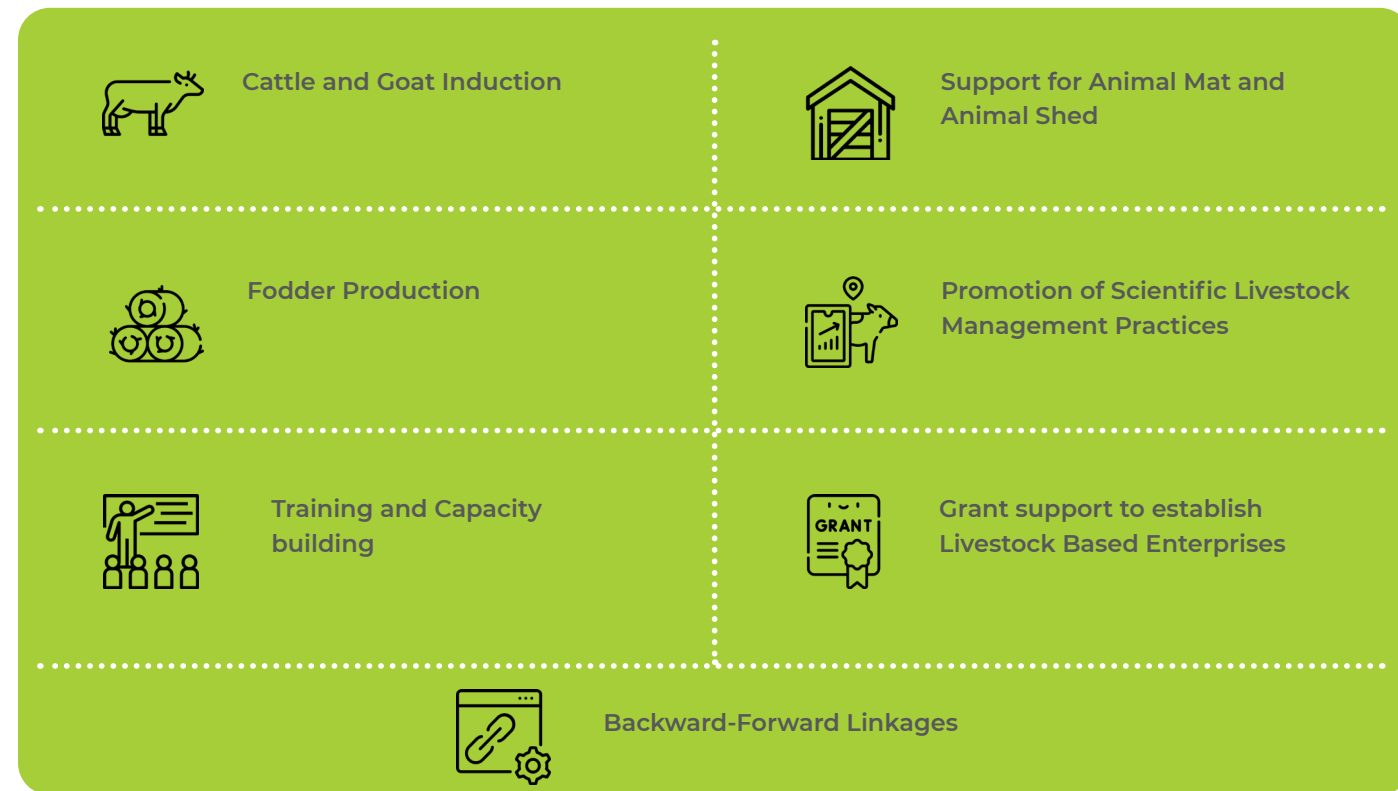 Cattle and Goat Induction
Support for Animal Mat and
Animal Shed
Fodder Production
Promotion of Scientific Livestock
Management Practices
Training and Capacity
building
GRANT
Grant support to establish
Livestock Based Enterprises
Backward-Forward Linkages